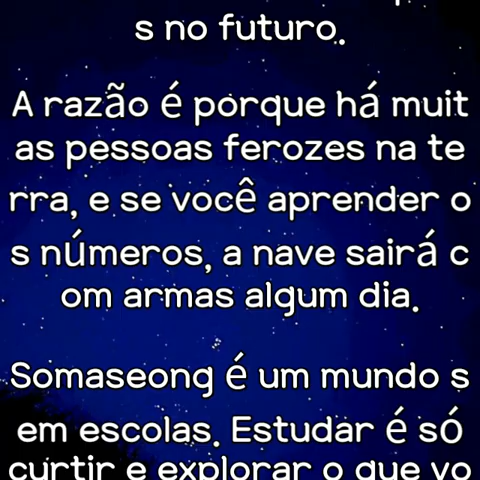 s no futuro.
A razão é porque há muit
as pessoas ferozes na te
rra, e se você aprender o
s números, a nave sairá c
om armas algum dia.
Somaseong é um mundo s
em escolas. Estudar é só
curtir e explorar o que vo